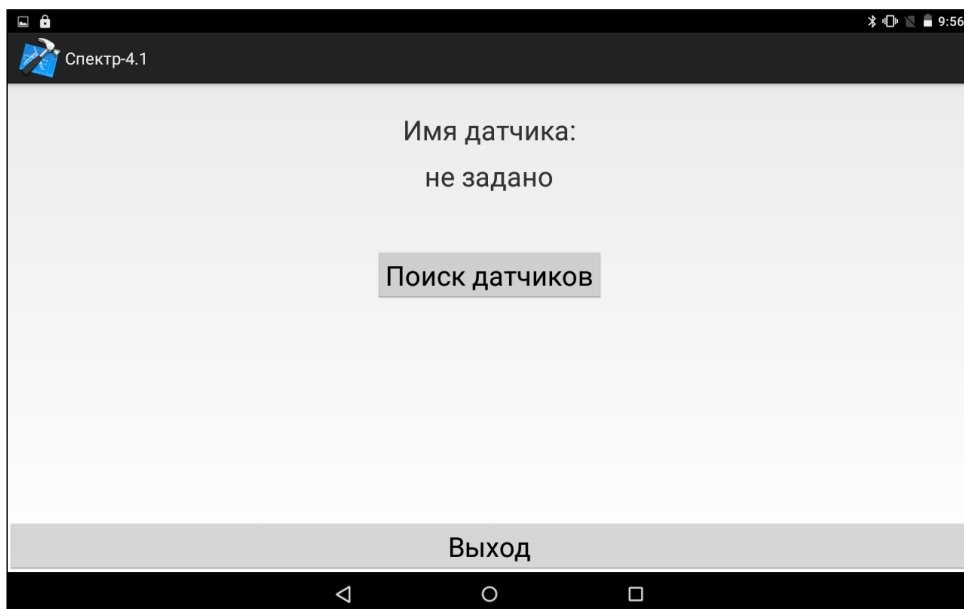 9:56
Спектр-4.1
Имя датчика:
не задано
Поиск датчиков
Выход